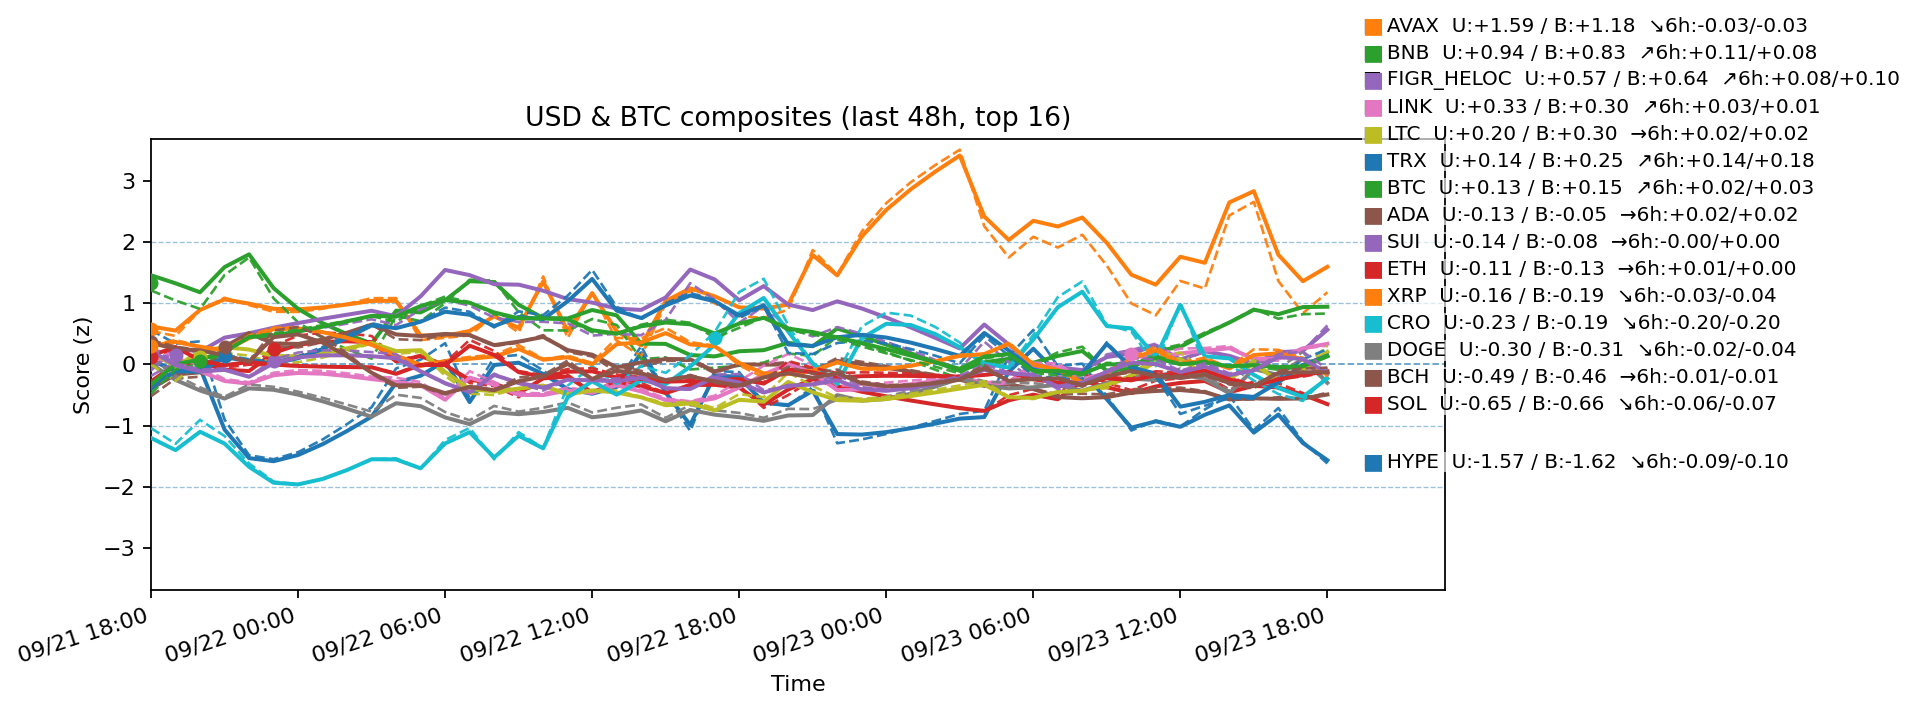 AVAX  U:+1.59 / B:+1.18  ↘6h:-0.03/-0.03
BNB  U:+0.94 / B:+0.83  ↗6h:+0.11/+0.08
FIGR_HELOC  U:+0.57 / B:+0.64  ↗6h:+0.08/+0.10
LINK  U:+0.33 / B:+0.30  ↗6h:+0.03/+0.01
USD & BTC composites (last 48h, top 16)
LTC  U:+0.20 / B:+0.30  →6h:+0.02/+0.02
TRX  U:+0.14 / B:+0.25  ↗6h:+0.14/+0.18
BTC  U:+0.13 / B:+0.15  ↗6h:+0.02/+0.03
ADA  U:-0.13 / B:-0.05  →6h:+0.02/+0.02
SUI  U:-0.14 / B:-0.08  →6h:-0.00/+0.00
ETH  U:-0.11 / B:-0.13  →6h:+0.01/+0.00
XRP  U:-0.16 / B:-0.19  ↘6h:-0.03/-0.04
CRO  U:-0.23 / B:-0.19  ↘6h:-0.20/-0.20
DOGE  U:-0.30 / B:-0.31  ↘6h:-0.02/-0.04
BCH  U:-0.49 / B:-0.46  →6h:-0.01/-0.01
SOL  U:-0.65 / B:-0.66  ↘6h:-0.06/-0.07
HYPE  U:-1.57 / B:-1.62  ↘6h:-0.09/-0.10
Score (z)
3
2
1
0
−1
−2
−3
09/21 18:00
09/22 00:00
09/22 06:00
09/22 12:00
09/22 18:00
09/23 00:00
09/23 06:00
09/23 12:00
09/23 18:00
Time